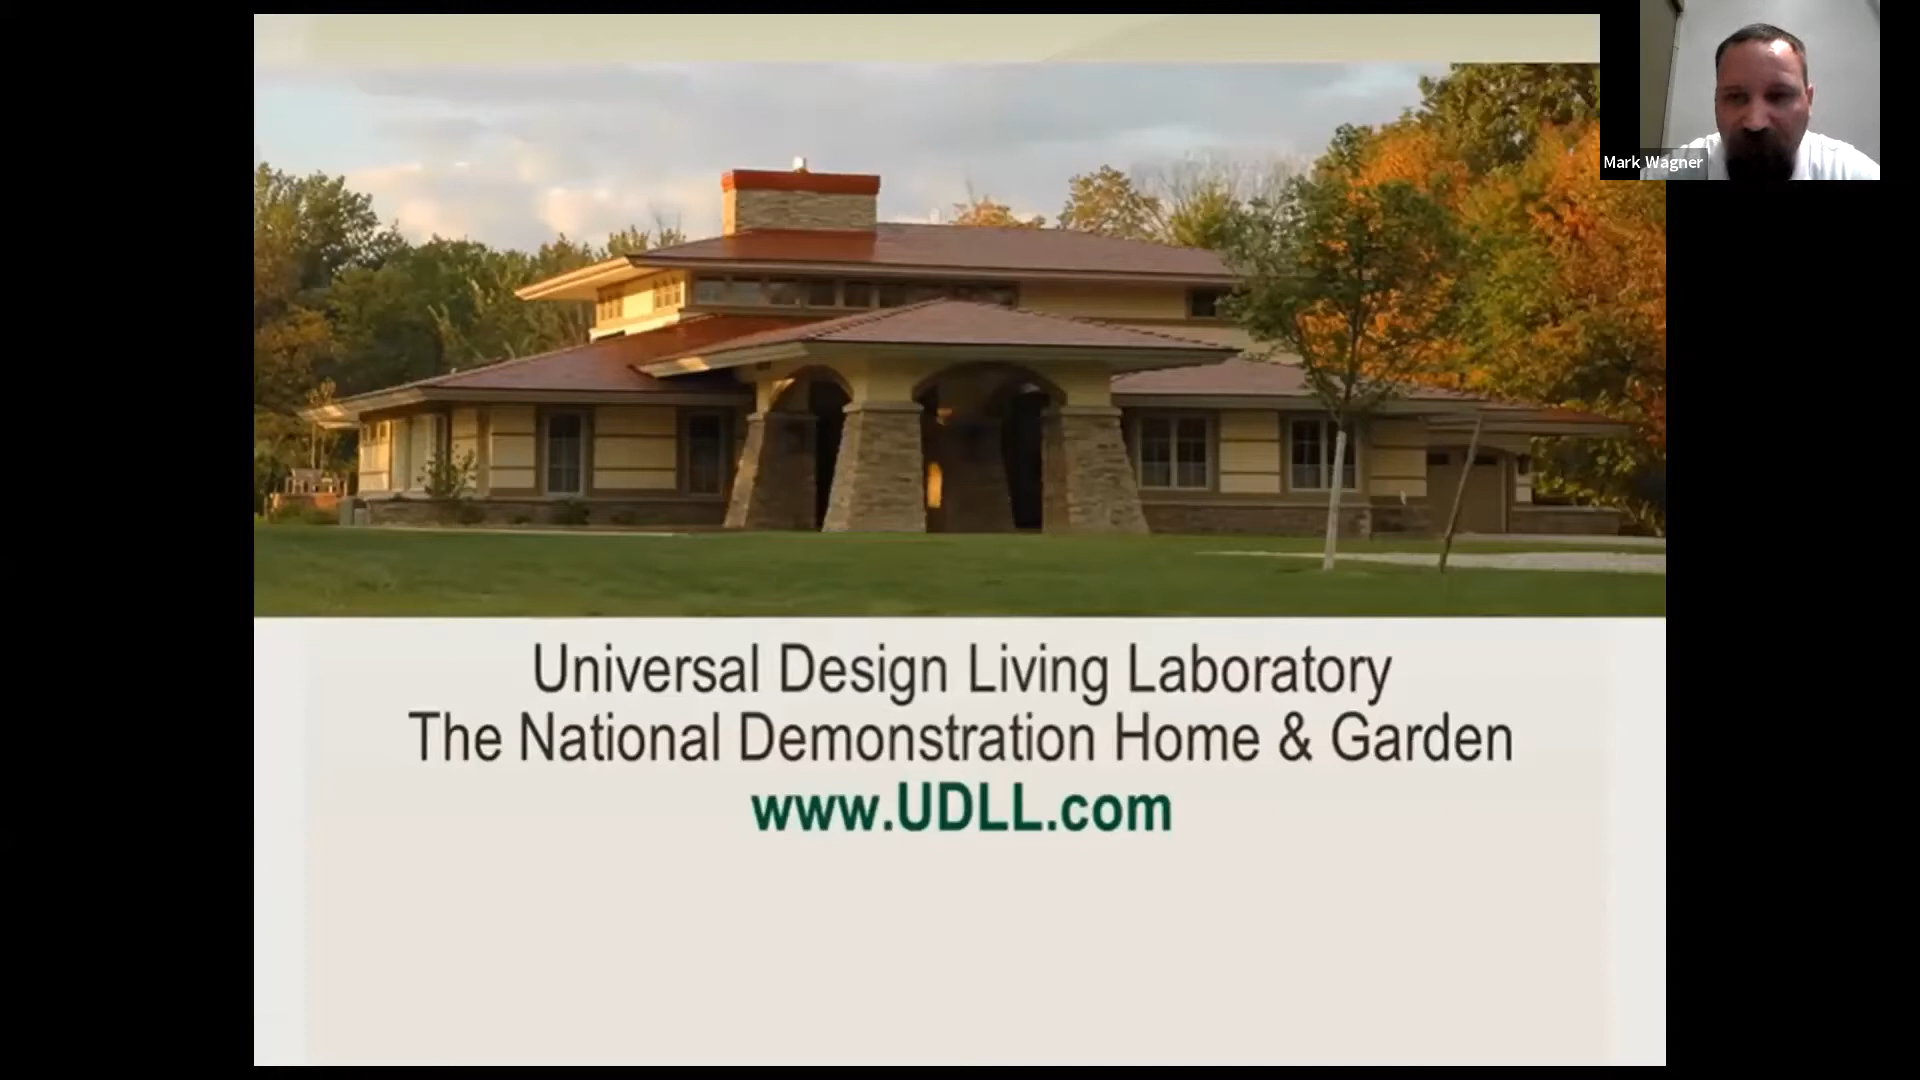 Mark Wagner
Universal Design Living Laboratory
The National Demonstration Home & Garden
www.UDLL.com